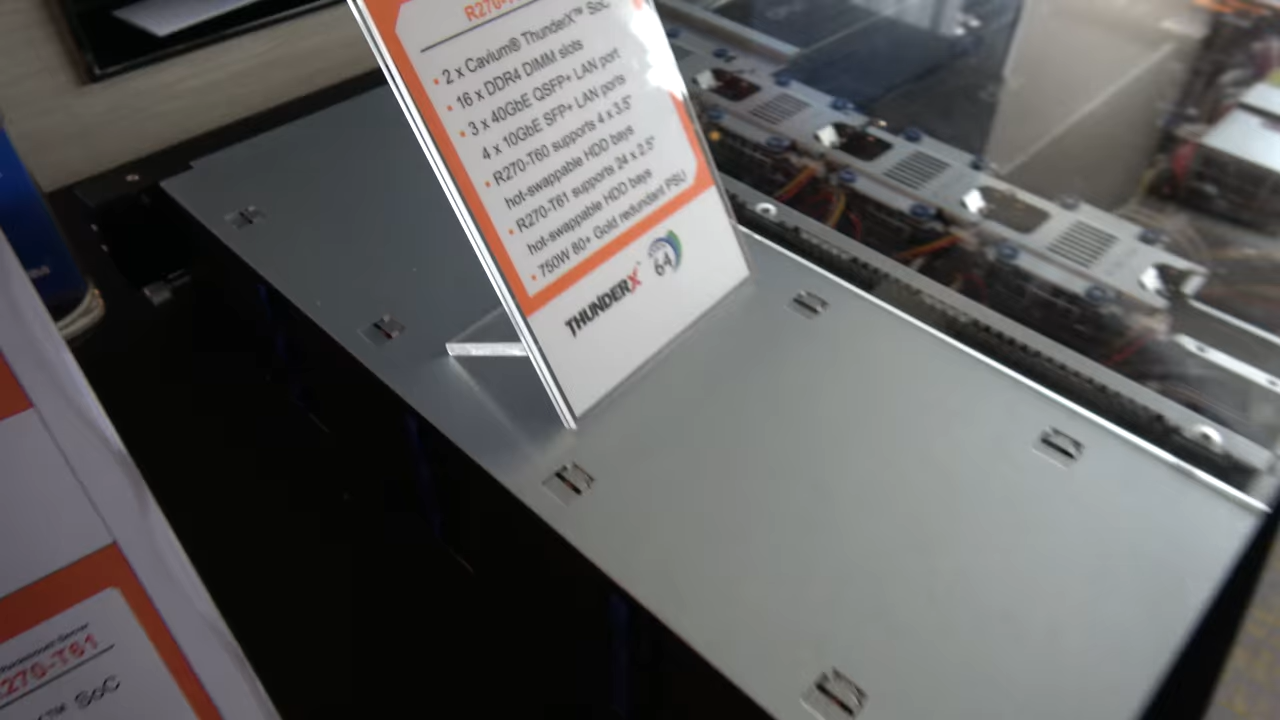 2 x Cavium® ThunderX™ SoC
16 x DDR4 DIMM slots
3 x 40GbE QSFP+ LAN port
4 x 10GbE SFP+ LAN ports
R270-T60 supports 4 x 3.5"
hot-swappable HDD bays
R270-T61 supports 24 x 2.5"
hot-swappable HDD bays
750W 80+ Gold redundant PSU
THUNDERX
64
270-T61
SoC